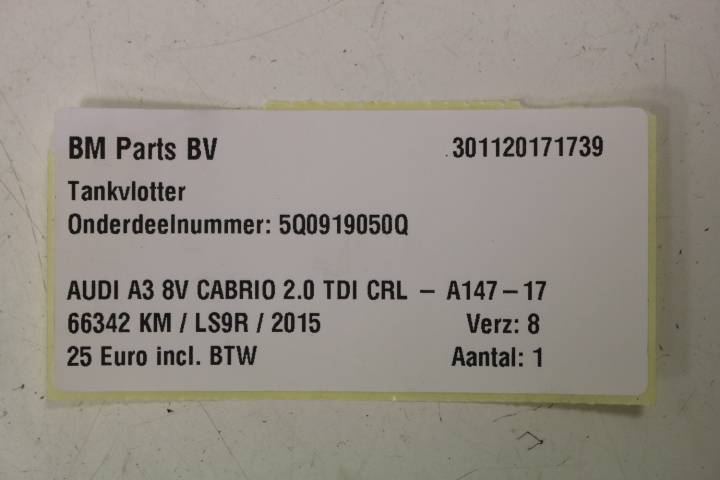 BM Parts BV 301120171739
Tankvlotter
Onderdeelnummer: 5Q0919050Q
AUDI A3 8V CABRIO 2.0 TDI CRL – A147–17
66342 KM / LS9R / 2015 Verz: 8
25 Euro incl. BTW Aantal: 1